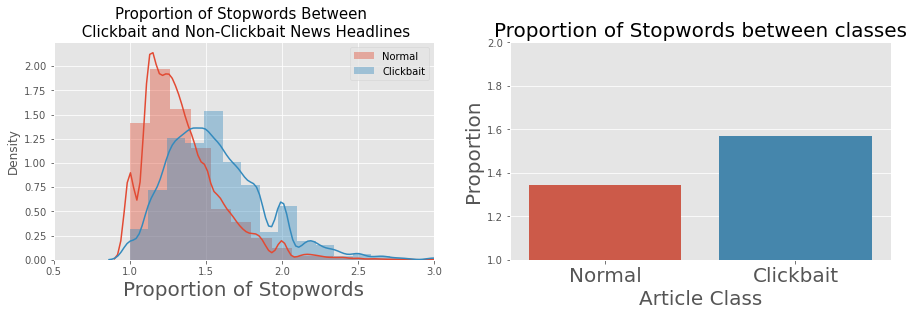 Proportion of Stopwords Between
Clickbait and Non-Clickbait News Headlines
Normal
Clickbait
Density
2.00
1.75
1.50
1.25
1.00
0.75
0.50
0.25
0.00
0.5
1.0
1.5
2.0
2.5
3.0
Proportion of Stopwords
Proportion of Stopwords between classes
Proportion
2.0
1.8
1.6
1.4
1.2
1.0
Normal
Clickbait
Article Class